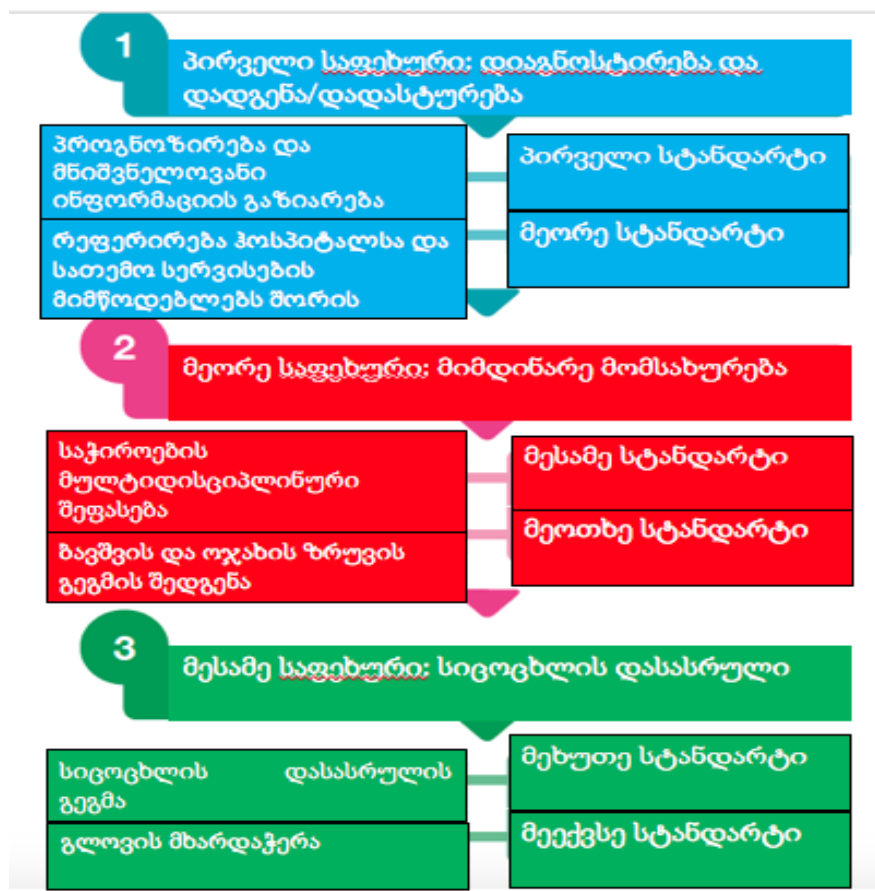 1
პირველი საფეხური: დიაგნოსტირება და
დადგენა/დადასტურება
პროგნოზირება და
მნიშვნელოვანი
ინფორმაციის გაზიარება
პირველი სტანდარტი
რეფერირება ჰოსპიტალსა და
სათემო სერვისების
მიმწოდებლებს შორის
მეორე სტანდარტი
2
მეორე საფეხური: მიმდინარე მომსახურება
საჭიროების
მულტიდისციპლინური
შეფასება
მესამე სტანდარტი
ბავშვის და ოჯახის ზრუვის
გეგმის შედგენა
მეოთხე სტანდარტი
3
მესამე საფეხური: სიცოცხლის დასასრული
სიცოცხლის დასასრულის
გეგმა
მეხუთე სტანდარტი
გლოვის მხარდაჭერა
მეექვსე სტანდარტი